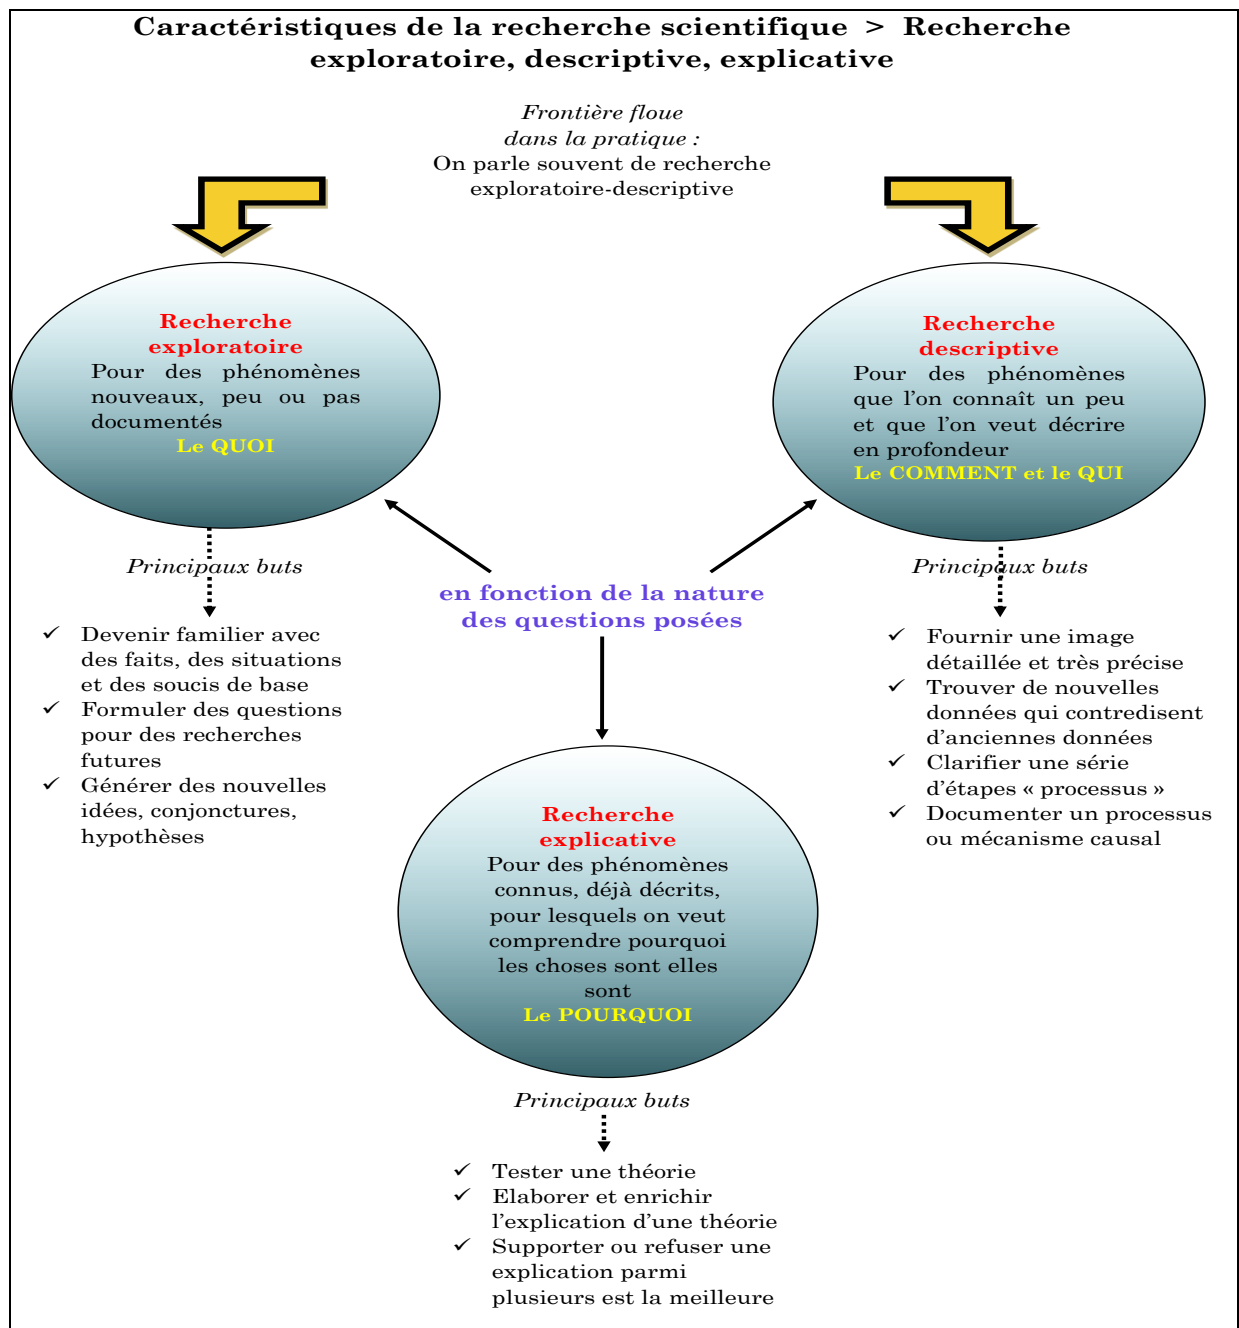 Caractéristiques de la recherche scientifique > Recherche
exploratoire, descriptive, explicative
Frontière floue
dans la pratique :
On parle souvent de recherche
exploratoire-descriptive
Recherche
exploratoire
Pour des phénomènes
nouveaux, peu ou pas
documentés
Le QUOI
Recherche
descriptive
Pour des phénomènes
que l'on connaît un peu
et que l'on veut décrire
en profondeur
Le COMMENT et le QUI
Principaux buts
Principaux buts
en fonction de la nature
des questions posées
✓ Devenir familier avec
des faits, des situations
et des soucis de base
✓ Formuler des questions
pour des recherches
futures
✓ Générer des nouvelles
idées, conjonctures,
hypothèses
✓ Fournir une image
détaillée et très précise
✓ Trouver de nouvelles
données qui contredisent
d'anciennes données
✓ Clarifier une série
d'étapes « processus »
✓ Documenter un processus
ou mécanisme causal
Recherche
explicative
Pour des phénomènes
connus, déjà décrits,
pour lesquels on veut
comprendre pourquoi
les choses sont elles
sont
Le POURQUOI
Principaux buts
✓ Tester une théorie
✓ Elaborer et enrichir
l'explication d'une théorie
✓ Supporter ou refuser une
explication parmi
plusieurs est la meilleure